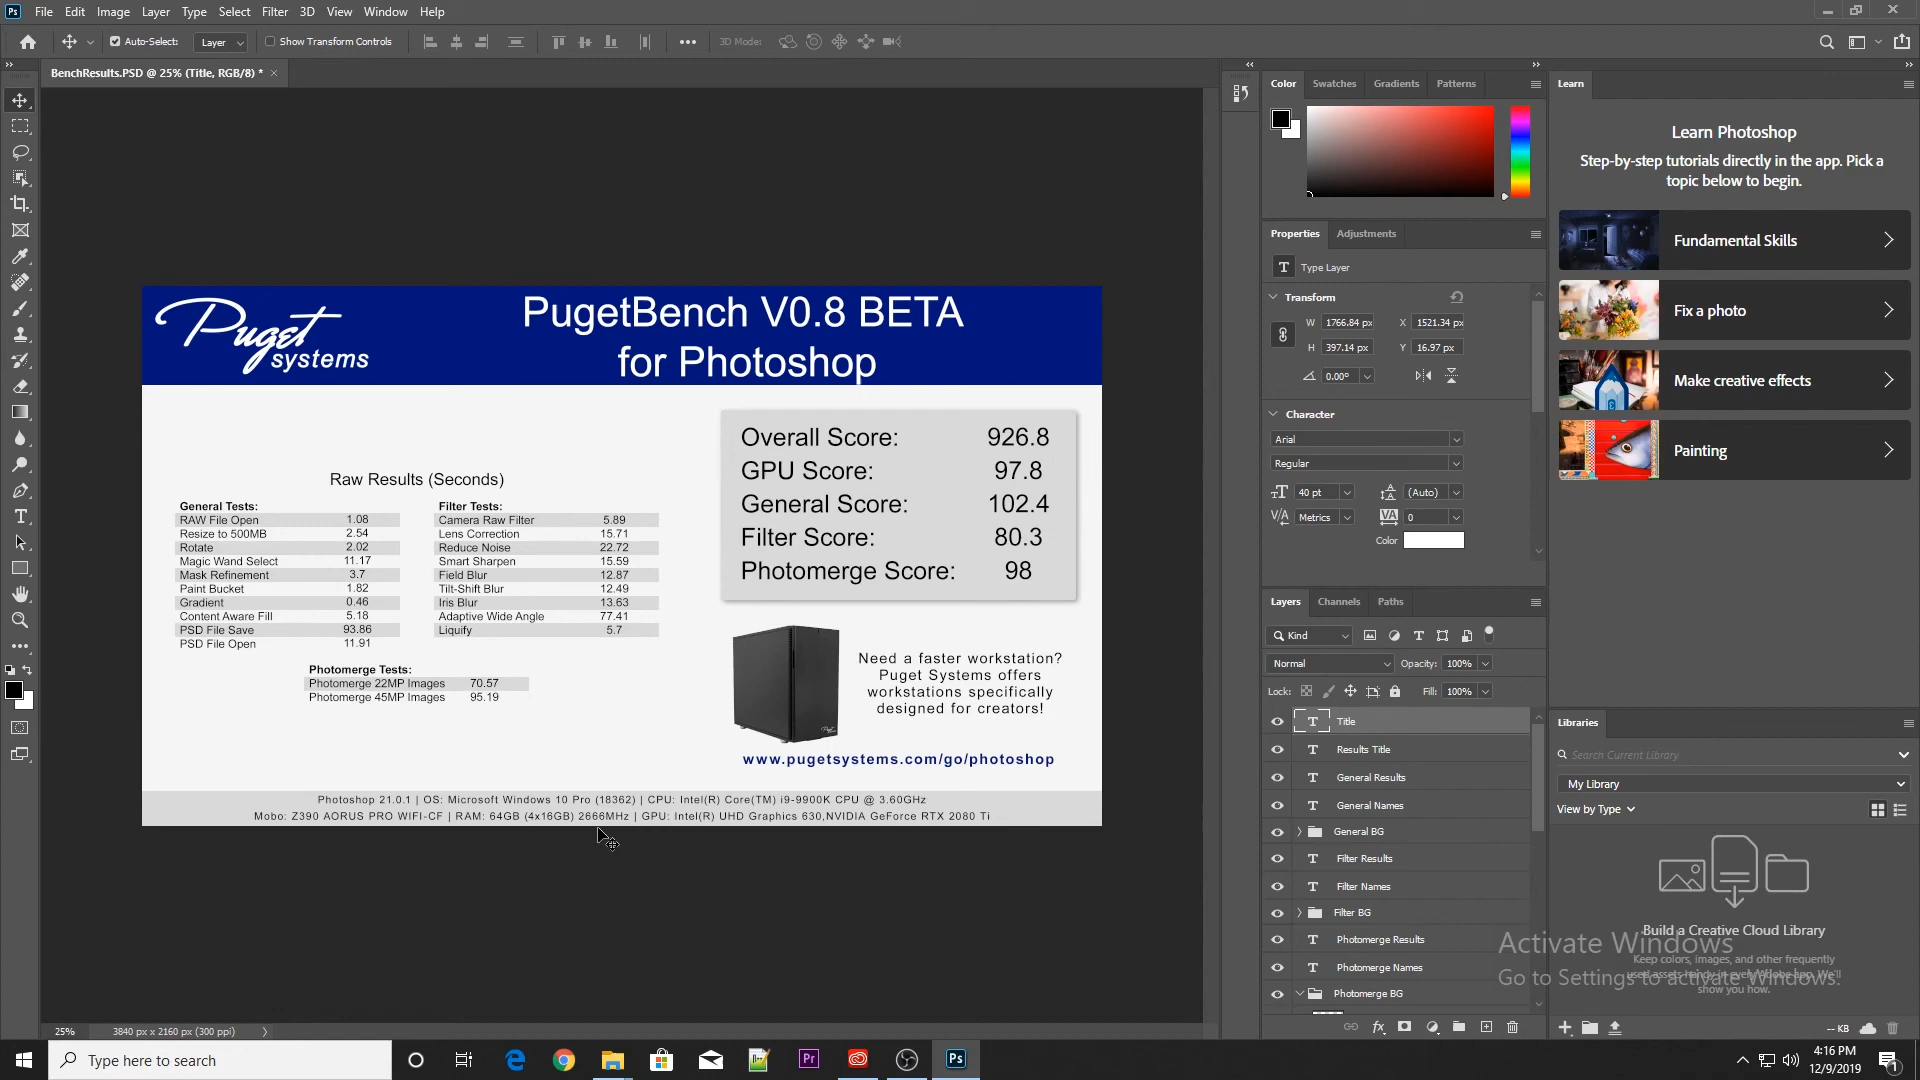 Ps File Edit Image Layer Type Select Filter 3D View Window Help
Auto-Select: Layer Show Transform Controls 3D Mode:
BenchResults.PSD @ 25% (Title, RGB/8) *
Puget
systems
PugetBench V0.8 BETA
for Photoshop
Overall Score: 926.8
GPU Score: 97.8
General Score: 102.4
Filter Score: 80.3
Photomerge Score: 98
Raw Results (Seconds)
General Tests:
RAW File Open 1.08
Resize to 500MB 2.54
Rotate 2.02
Magic Wand Select 11.17
Mask Refinement 3.7
Paint Bucket 1.82
Gradient 0.46
Content Aware Fill 5.18
PSD File Save 93.86
PSD File Open 11.91
Filter Tests:
Camera Raw Filter 5.89
Lens Correction 15.71
Reduce Noise 22.72
Smart Sharpen 15.59
Field Blur 12.87
Tilt-Shift Blur 12.49
Iris Blur 13.63
Adaptive Wide Angle 77.41
Liquify 5.7
Photomerge Tests:
Photomerge 22MP Images 70.57
Photomerge 45MP Images 95.19
Need a faster workstation?
Puget Systems offers
workstations specifically
designed for creators!
www.pugetsystems.com/go/photoshop
Photoshop 21.0.1 | OS: Microsoft Windows 10 Pro (18362) | CPU: Intel(R) Core(TM) i9-9900K CPU @ 3.60GHz
Mobo: Z390 AORUS PRO WIFI-CF | RAM: 64GB (4x16GB) 2666MHz | GPU: Intel(R) UHD Graphics 630,NVIDIA GeForce RTX 2080 Ti
25% 3840 px x 2160 px (300 ppi)
Color Swatches Gradients Patterns
Properties Adjustments
Type Layer
Transform
W 1766.84 px X 1521.34 px
H 397.14 px Y 16.97 px
0.00°
Character
Arial
Regular
40 pt (Auto)
Metrics 0
Color
Layers Channels Paths
Kind
Normal Opacity: 100%
Lock: Fill: 100%
Title
Results Title
General Results
General Names
General BG
Filter Results
Filter Names
Filter BG
Photomerge Results
Photomerge Names
Photomerge BG
Learn
Learn Photoshop
Step-by-step tutorials directly in the app. Pick a
topic below to begin.
Fundamental Skills
Fix a photo
Make creative effects
Painting
Libraries
Search Current Library
My Library
View by Type
Build a Creative Cloud Library
Keep colors, images, and other frequently
used assets handy in every Adobe app. We'll
show you how.
Activate Windows
Go to Settings to activate Windows.
-- KB
Type here to search
Pr
Ps
4:16 PM
12/9/2019
1